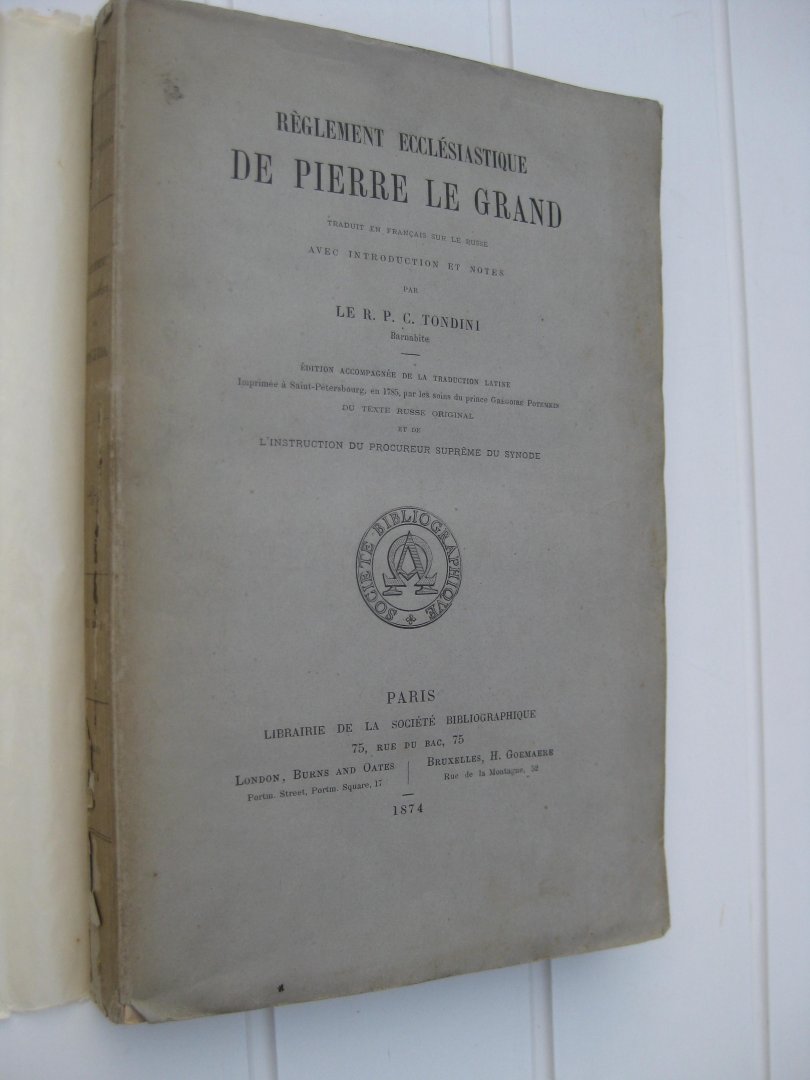 RÈGLEMENT ECCLÉSIASTIQUE
DE PIERRE LE GRAND
TRADUIT EN FRANÇAIS SUR LE RUSSE
AVEC INTRODUCTION ET NOTES
PAR
LE R. P. C. TONDINI
Barnabite
ÉDITION ACCOMPAGNÉE DE LA TRADUCTION LATINE
Imprimée à Saint-Pétersbourg, en 1785, par les soins du prince GRÉGOIRE POTEMKIN
DU TEXTE RUSSE ORIGINAL
ET DE
L'INSTRUCTION DU PROCUREUR SUPRÊME DU SYNODE
SOCIÉTÉ BIBLIOGRAPHIQUE
ΑΩ
PARIS
LIBRAIRIE DE LA SOCIÉTÉ BIBLIOGRAPHIQUE
75, RUE DU BAC, 75
LONDON, BURNS AND OATES
Portm. Street, Portm. Square, 17
BRUXELLES, H. GOEMAERE
Rue de la Montagne, 52
1874